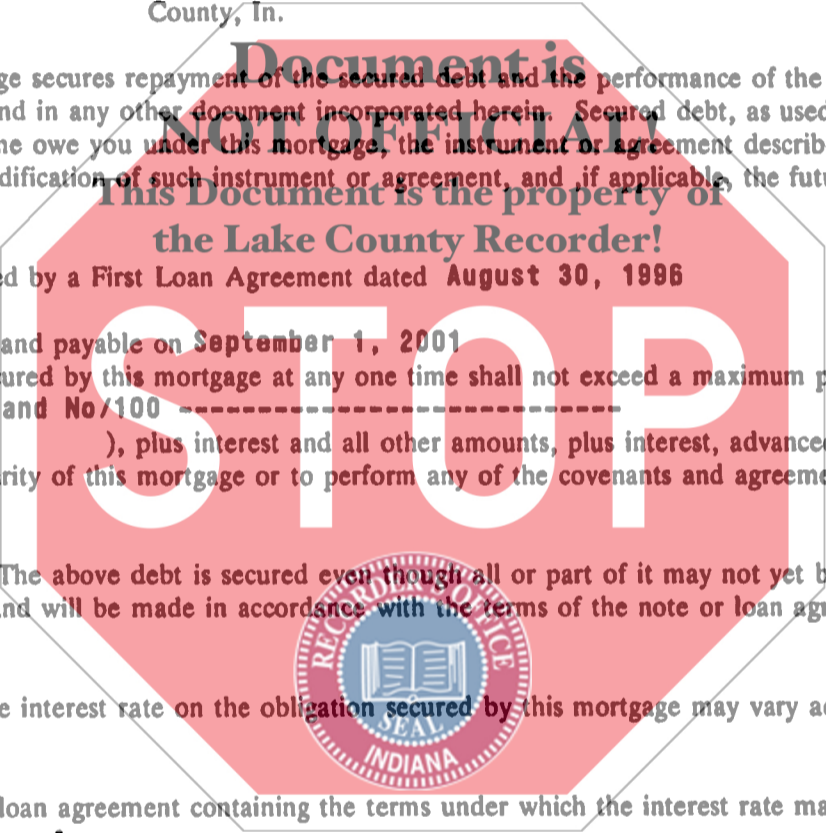 County, In.
Document is
ge secures repayment of the secured debt and the performance of the
nd in any other document incorporated herein. Secured debt, as used
NOT OFFICIAL!
ne owe you under this mortgage, the instrument or agreement describ
dification of such instrument or agreement, and ,if applicable, the futu
This Document is the property of
the Lake County Recorder!
ed by a First Loan Agreement dated August 30, 1996
STOP
and payable on September 1, 2001
ured by this mortgage at any one time shall not exceed a maximum p
and No/100 ----------------------------
), plus interest and all other amounts, plus interest, advance
rity of this mortgage or to perform any of the covenants and agreeme
The above debt is secured even though all or part of it may not yet b
nd will be made in accordance with the terms of the note or loan ag
RECORDER'S OFFICE
e interest rate on the obligation secured by this mortgage may vary a
SEAL
INDIANA
loan agreement containing the terms under which the interest rate ma